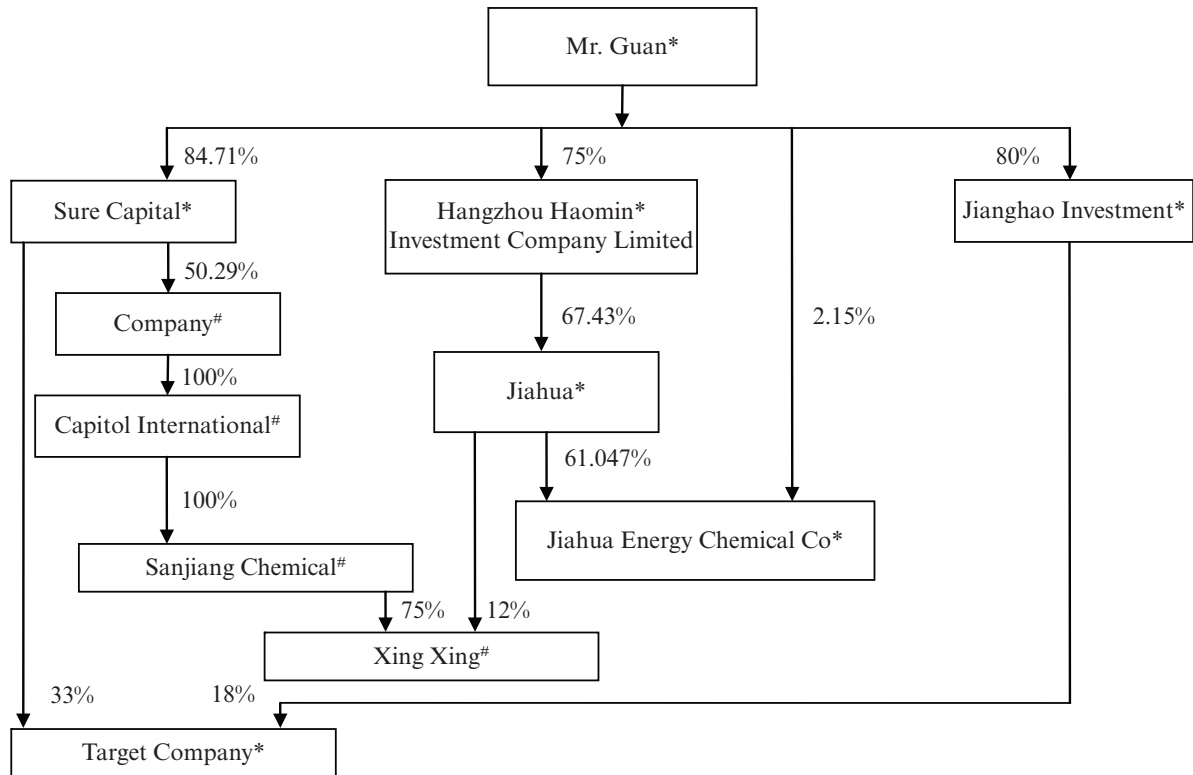 Mr. Guan*
84.71%
75%
80%
Sure Capital*
Hangzhou Haomin*
Investment Company Limited
Jianghao Investment*
50.29%
67.43%
2.15%
Company#
100%
Jiahua*
Capitol International#
61.047%
100%
Jiahua Energy Chemical Co*
Sanjiang Chemical#
75%
12%
Xing Xing#
33%
18%
Target Company*